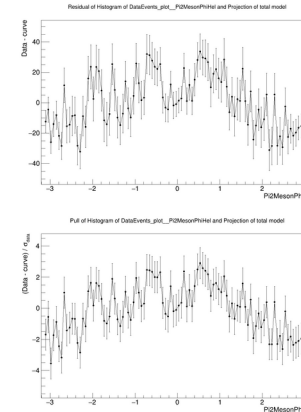 Residual of Histogram of DataEvents_plot__Pi2MesonPhiHel and Projection of total model
Data - curve
40
20
0
−20
−40
−3 −2 −1 0 1 2
Pi2MesonPh
Pull of Histogram of DataEvents_plot__Pi2MesonPhiHel and Projection of total model
(Data - curve) / σdata
4
2
0
−2
−4
−3 −2 −1 0 1 2
Pi2MesonPh